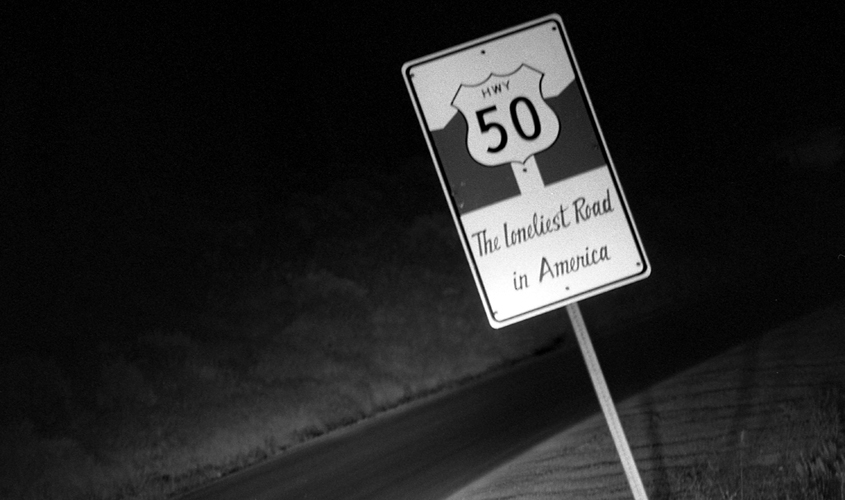 HWY
50
The Loneliest Road
in America